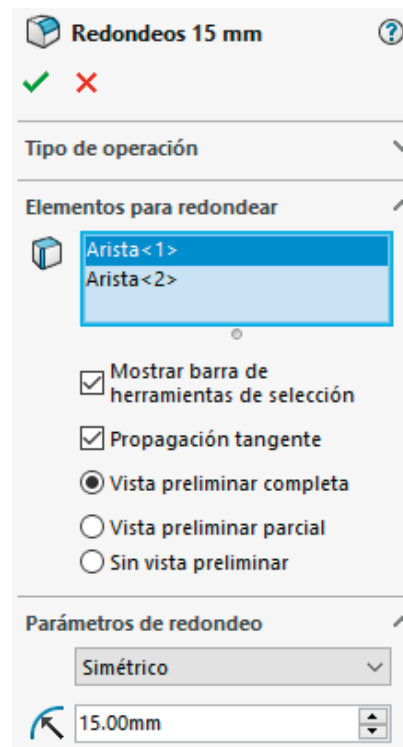 Redondeos 15 mm
Tipo de operación
Elementos para redondear
Arista<1>
Arista<2>
Mostrar barra de
herramientas de selección
Propagación tangente
Vista preliminar completa
Vista preliminar parcial
Sin vista preliminar
Parámetros de redondeo
Simétrico
15.00mm